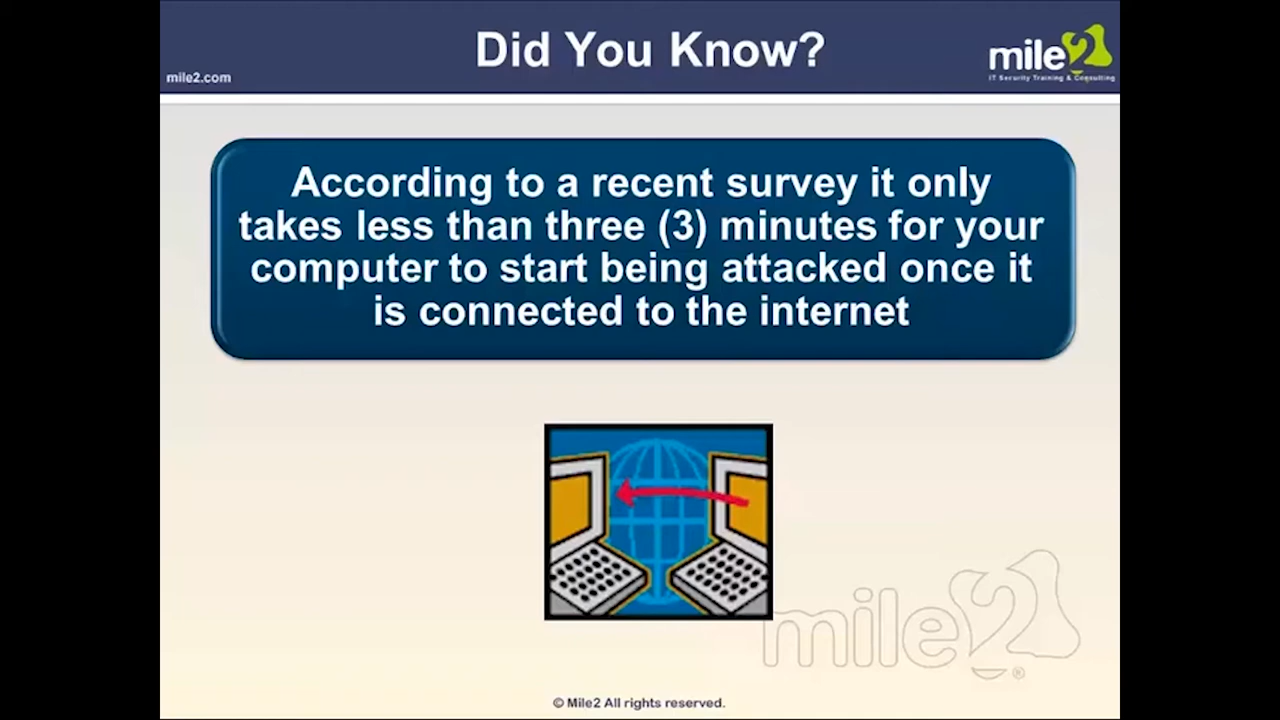 Did You Know?
mile2
IT Security Training & Consulting
mile2.com
According to a recent survey it only
takes less than three (3) minutes for your
computer to start being attacked once it
is connected to the internet
mile2
®
© Mile2 All rights reserved.